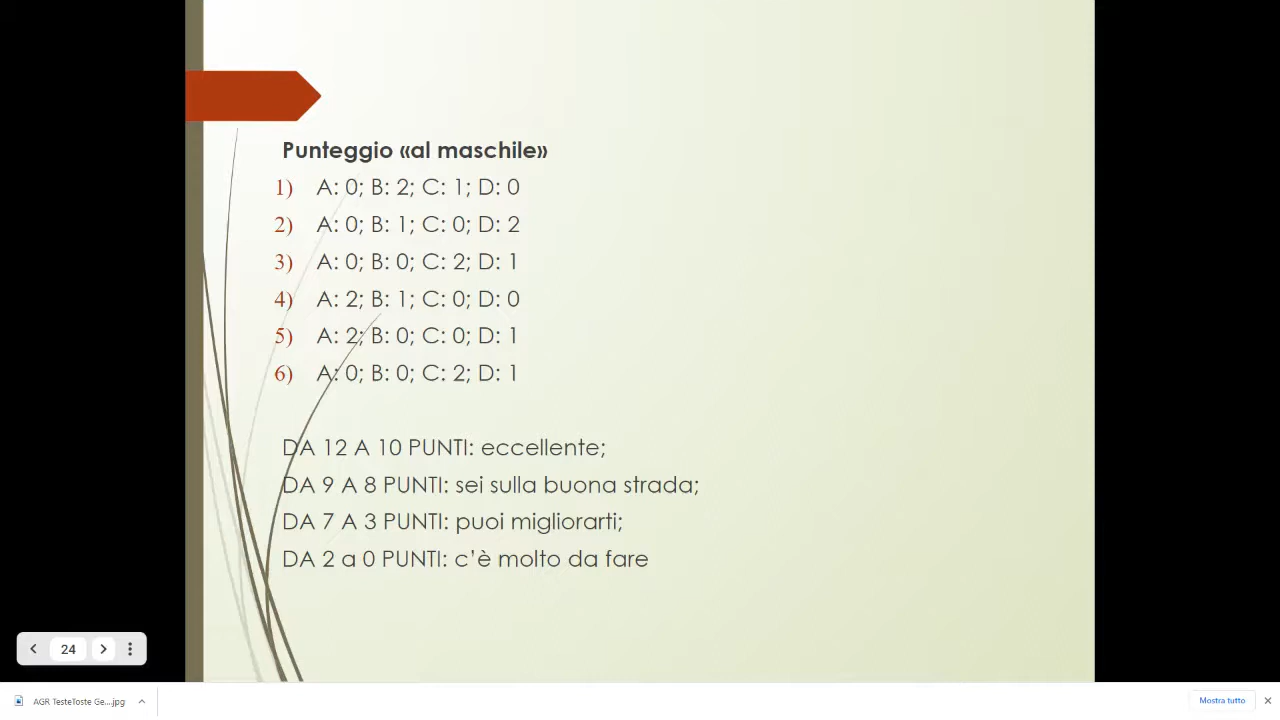 Punteggio «al maschile»
1) A: 0; B: 2; C: 1; D: 0
2) A: 0; B: 1; C: 0; D: 2
3) A: 0; B: 0; C: 2; D: 1
4) A: 2; B: 1; C: 0; D: 0
5) A: 2; B: 0; C: 0; D: 1
6) A: 0; B: 0; C: 2; D: 1
DA 12 A 10 PUNTI: eccellente;
DA 9 A 8 PUNTI: sei sulla buona strada;
DA 7 A 3 PUNTI: puoi migliorarti;
DA 2 a 0 PUNTI: c’è molto da fare
24
AGR TesteToste Ge....jpg
Mostra tutto